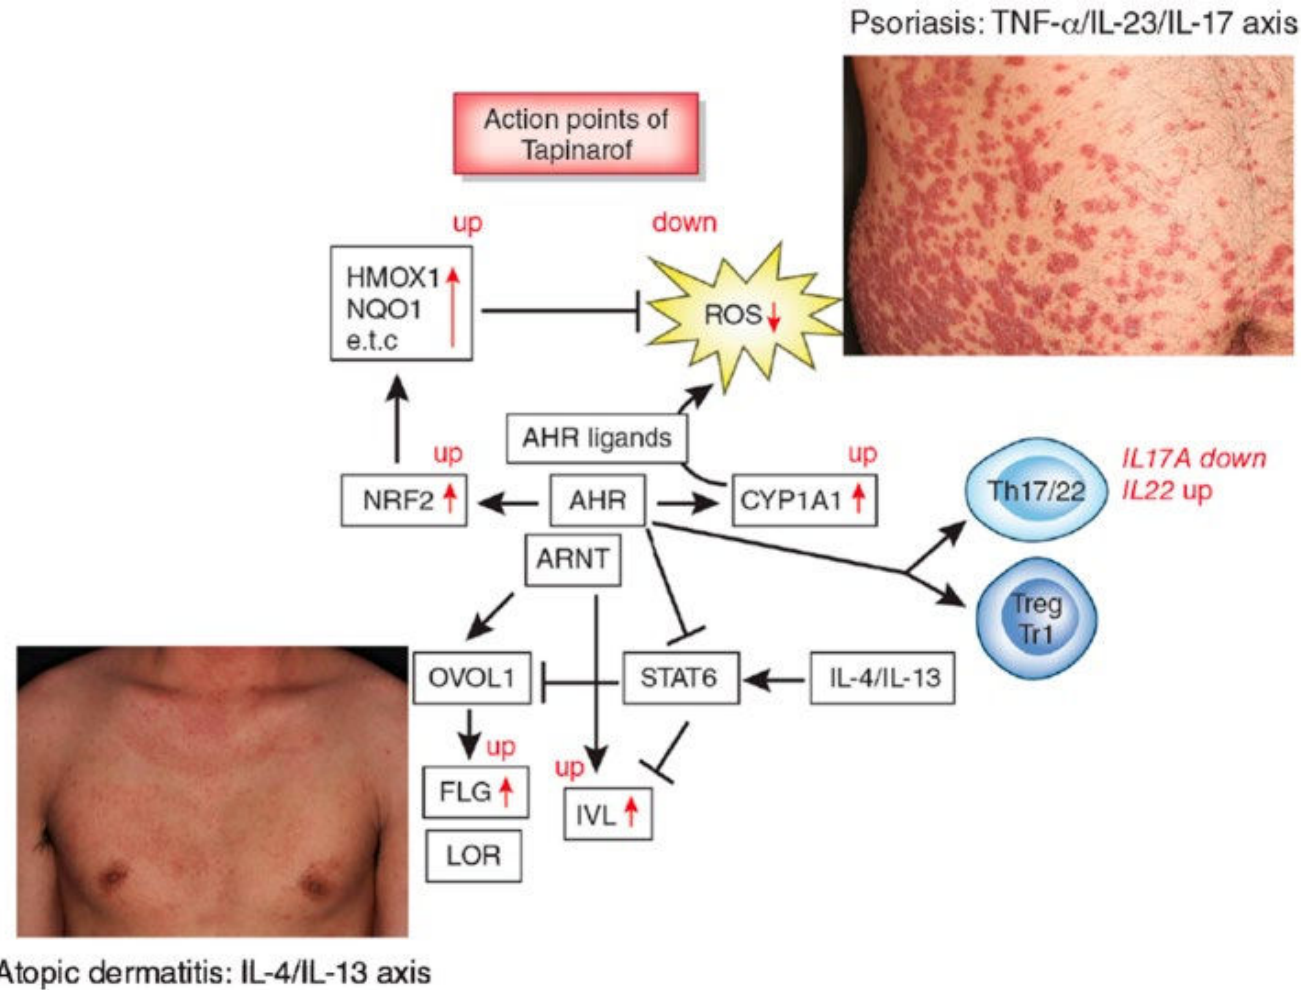 Psoriasis: TNF-α/IL-23/IL-17 axis
Action points of
Tapinarof
up
down
HMOX1
NQO1
e.t.c
ROS
AHR ligands
up
up
NRF2
AHR
CYP1A1
Th17/22
IL17A down
IL22 up
ARNT
Treg
Tr1
OVOL1
STAT6
IL-4/IL-13
up
up
FLG
IVL
LOR
Atopic dermatitis: IL-4/IL-13 axis